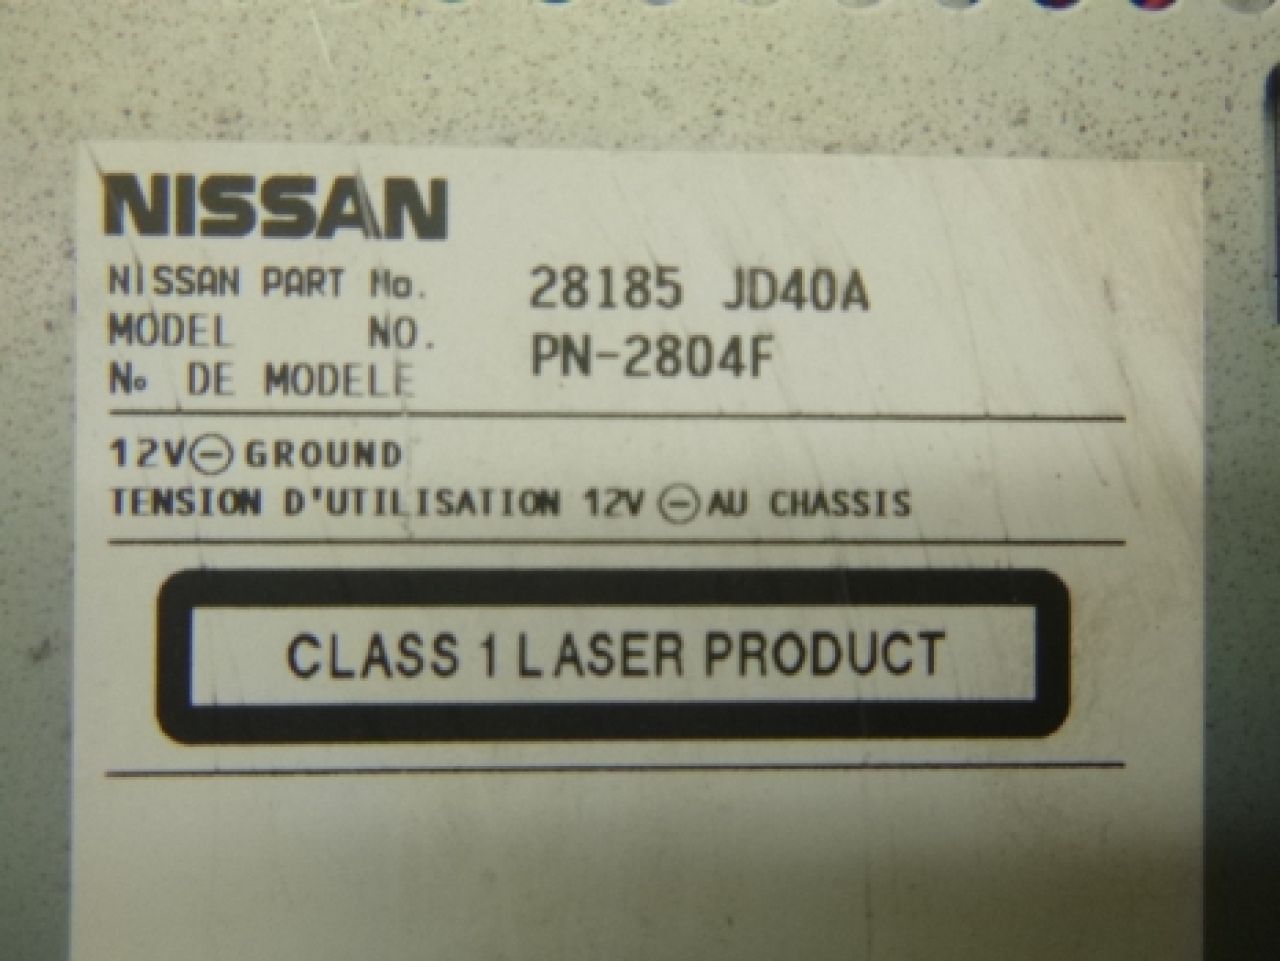 NISSAN
NISSAN PART No. 28185 JD40A
MODEL NO. PN-2804F
No DE MODELE
12V⊖GROUND
TENSION D'UTILISATION 12V ⊖ AU CHASSIS
CLASS 1 LASER PRODUCT